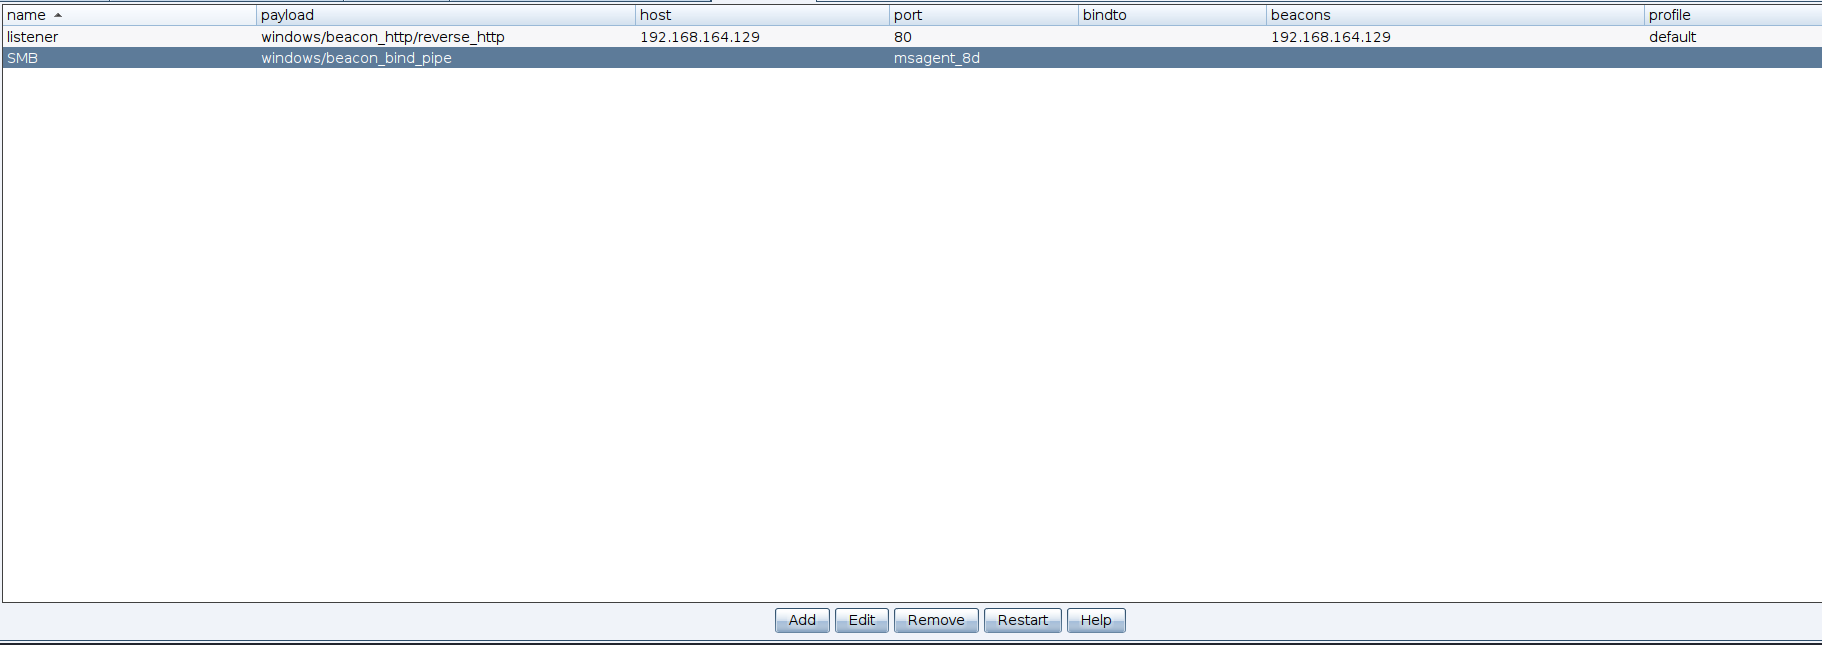 name payload host port bindto beacons profile
listener windows/beacon_http/reverse_http 192.168.164.129 80 192.168.164.129 default
SMB windows/beacon_bind_pipe msagent_8d
Add Edit Remove Restart Help